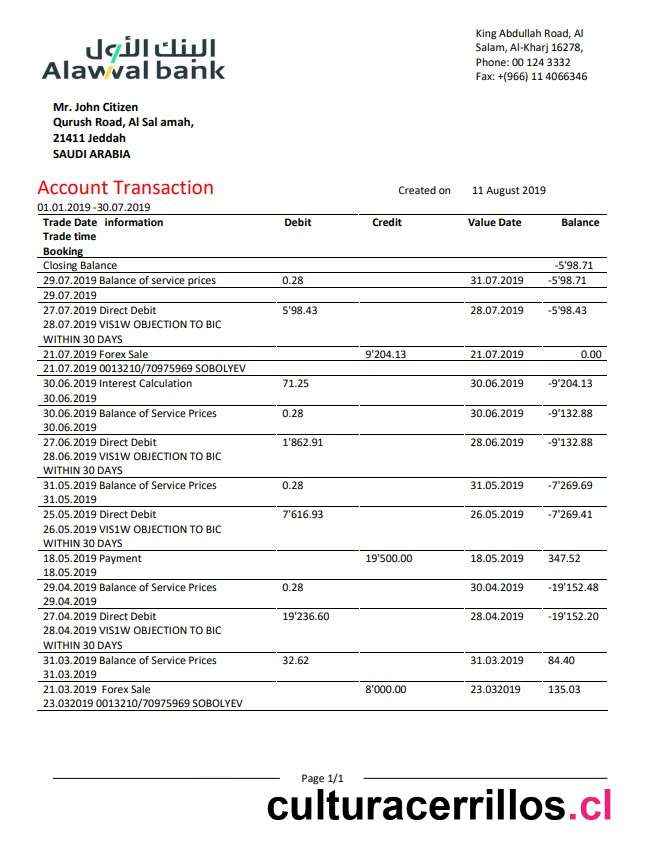 البنك الأول
Alawwal bank
King Abdullah Road, Al
Salam, Al-Kharj 16278,
Phone: 00 124 3332
Fax: +(966) 11 4066346
Mr. John Citizen
Qurush Road, Al Sal amah,
21411 Jeddah
SAUDI ARABIA
Account Transaction Created on 11 August 2019
01.01.2019 -30.07.2019
Trade Date information Debit Credit Value Date Balance
Trade time
Booking
Closing Balance -5'98.71
29.07.2019 Balance of service prices 0.28 31.07.2019 -5'98.71
29.07.2019
27.07.2019 Direct Debit 5'98.43 28.07.2019 -5'98.43
28.07.2019 VIS1W OBJECTION TO BIC
WITHIN 30 DAYS
21.07.2019 Forex Sale 9'204.13 21.07.2019 0.00
21.07.2019 0013210/70975969 SOBOLYEV
30.06.2019 Interest Calculation 71.25 30.06.2019 -9'204.13
30.06.2019
30.06.2019 Balance of Service Prices 0.28 30.06.2019 -9'132.88
30.06.2019
27.06.2019 Direct Debit 1'862.91 28.06.2019 -9'132.88
28.06.2019 VIS1W OBJECTION TO BIC
WITHIN 30 DAYS
31.05.2019 Balance of Service Prices 0.28 31.05.2019 -7'269.69
31.05.2019
25.05.2019 Direct Debit 7'616.93 26.05.2019 -7'269.41
26.05.2019 VIS1W OBJECTION TO BIC
WITHIN 30 DAYS
18.05.2019 Payment 19'500.00 18.05.2019 347.52
18.05.2019
29.04.2019 Balance of Service Prices 0.28 30.04.2019 -19'152.48
29.04.2019
27.04.2019 Direct Debit 19'236.60 28.04.2019 -19'152.20
28.04.2019 VIS1W OBJECTION TO BIC
WITHIN 30 DAYS
31.03.2019 Balance of Service Prices 32.62 31.03.2019 84.40
31.03.2019
21.03.2019 Forex Sale 8'000.00 23.032019 135.03
23.032019 0013210/70975969 SOBOLYEV
Page 1/1
culturacerrillos.cl